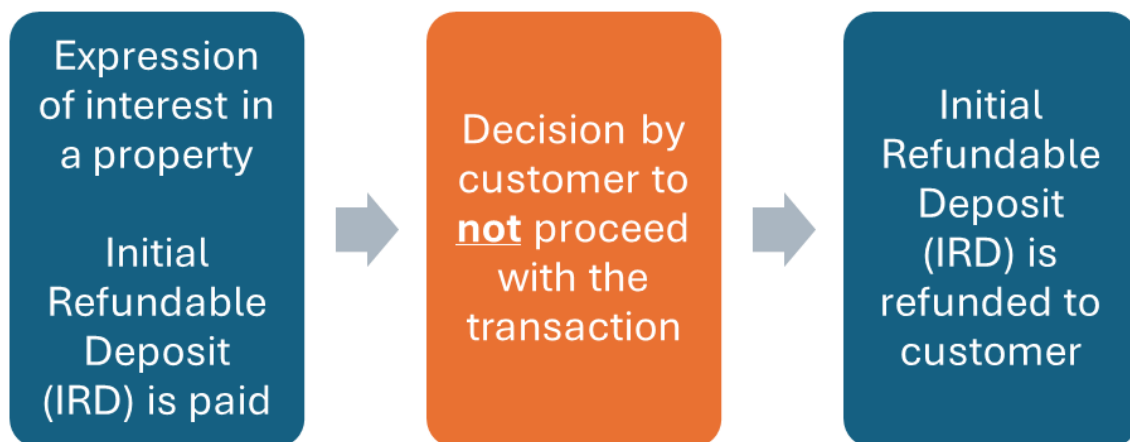 Expression
of interest in
a property
Initial
Refundable
Deposit
(IRD) is paid
Decision by
customer to
not proceed
with the
transaction
Initial
Refundable
Deposit
(IRD) is
refunded to
customer